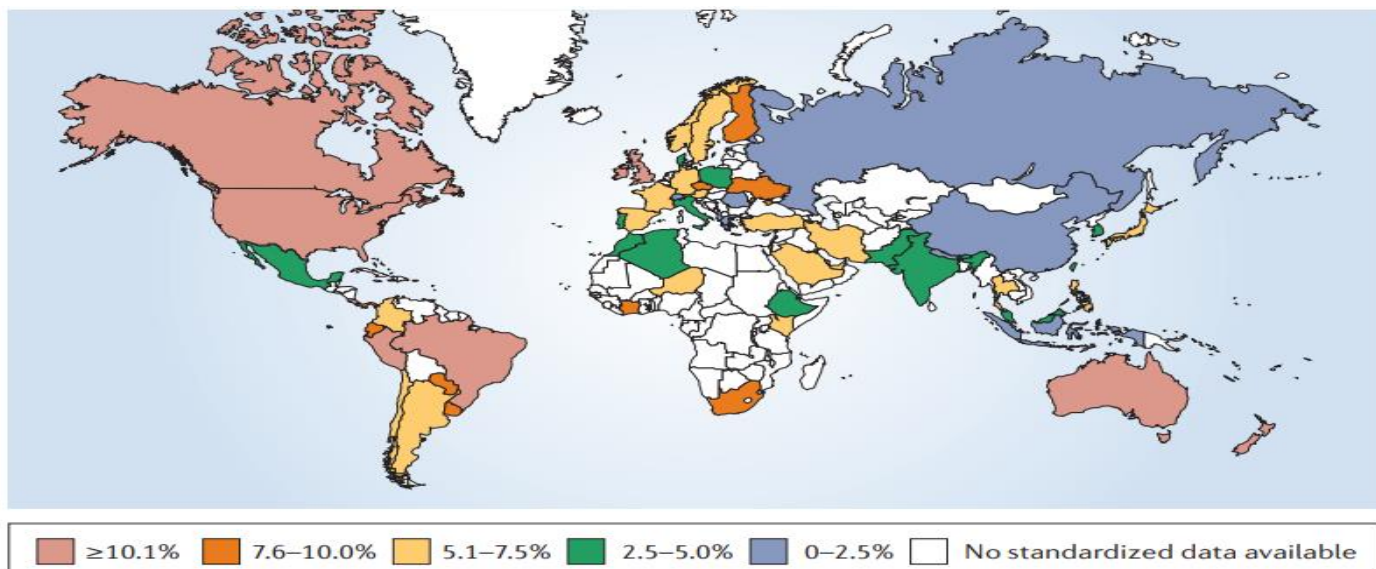 ≥10.1% 7.6–10.0% 5.1–7.5% 2.5–5.0% 0–2.5% No standardized data available